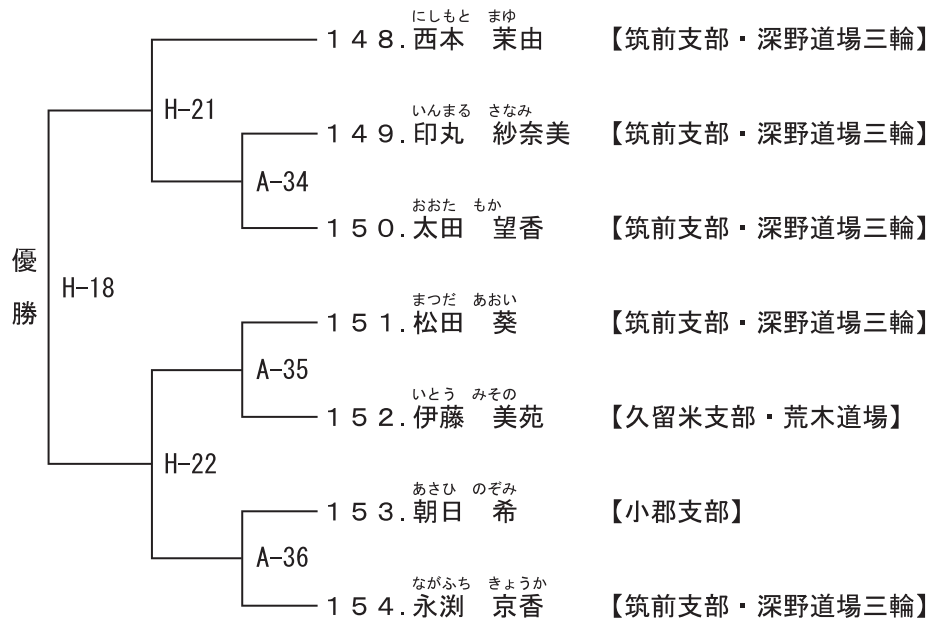 にしもと　まゆ
１４８.西本　茉由　【筑前支部・深野道場三輪】
H-21
いんまる　さなみ
１４９.印丸　紗奈美　【筑前支部・深野道場三輪】
A-34
おおた　もか
１５０.太田　望香　【筑前支部・深野道場三輪】
優勝
H-18
まつだ　あおい
１５１.松田　葵　【筑前支部・深野道場三輪】
A-35
いとう　みその
１５２.伊藤　美苑　【久留米支部・荒木道場】
H-22
あさひ　のぞみ
１５３.朝日　希　【小郡支部】
A-36
ながふち　きょうか
１５４.永渕　京香　【筑前支部・深野道場三輪】